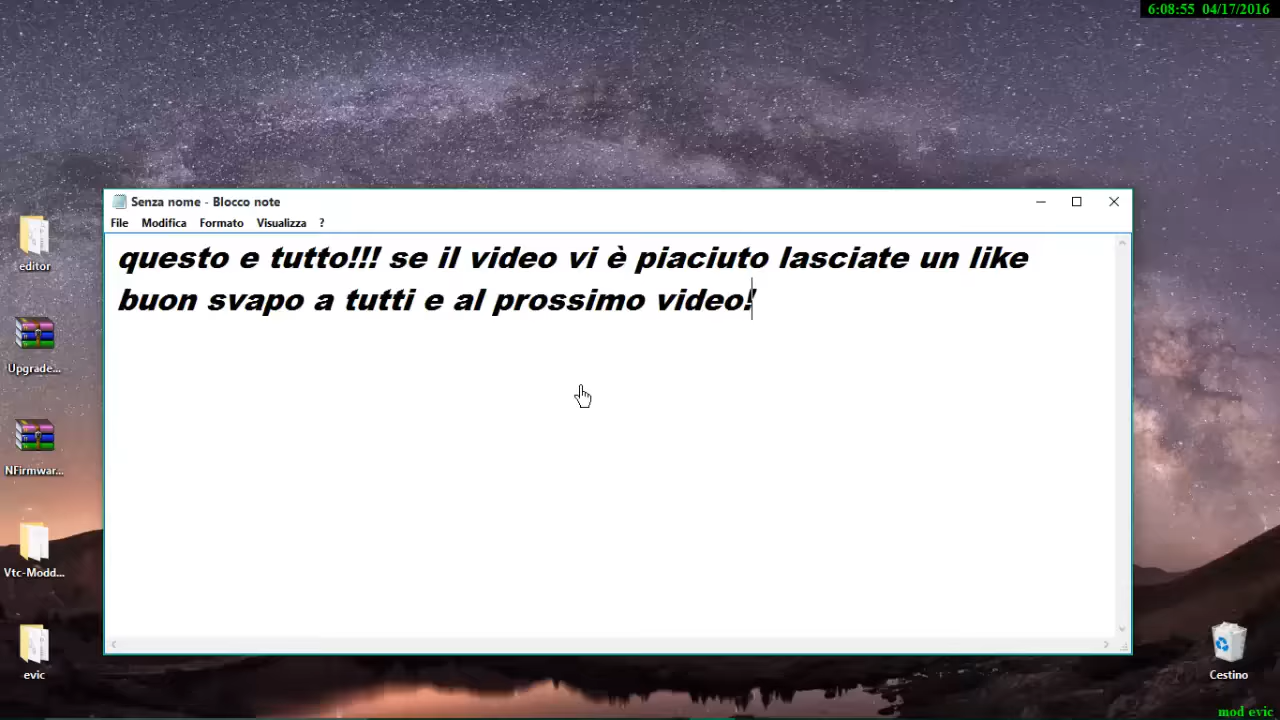 6:08:55 04/17/2016
Senza nome - Blocco note
File Modifica Formato Visualizza ?
questo e tutto!!! se il video vi è piaciuto lasciate un like
buon svapo a tutti e al prossimo video!
editor
Upgrade...
NFirmwar...
Vtc-Modd...
evic
Cestino
mod evic